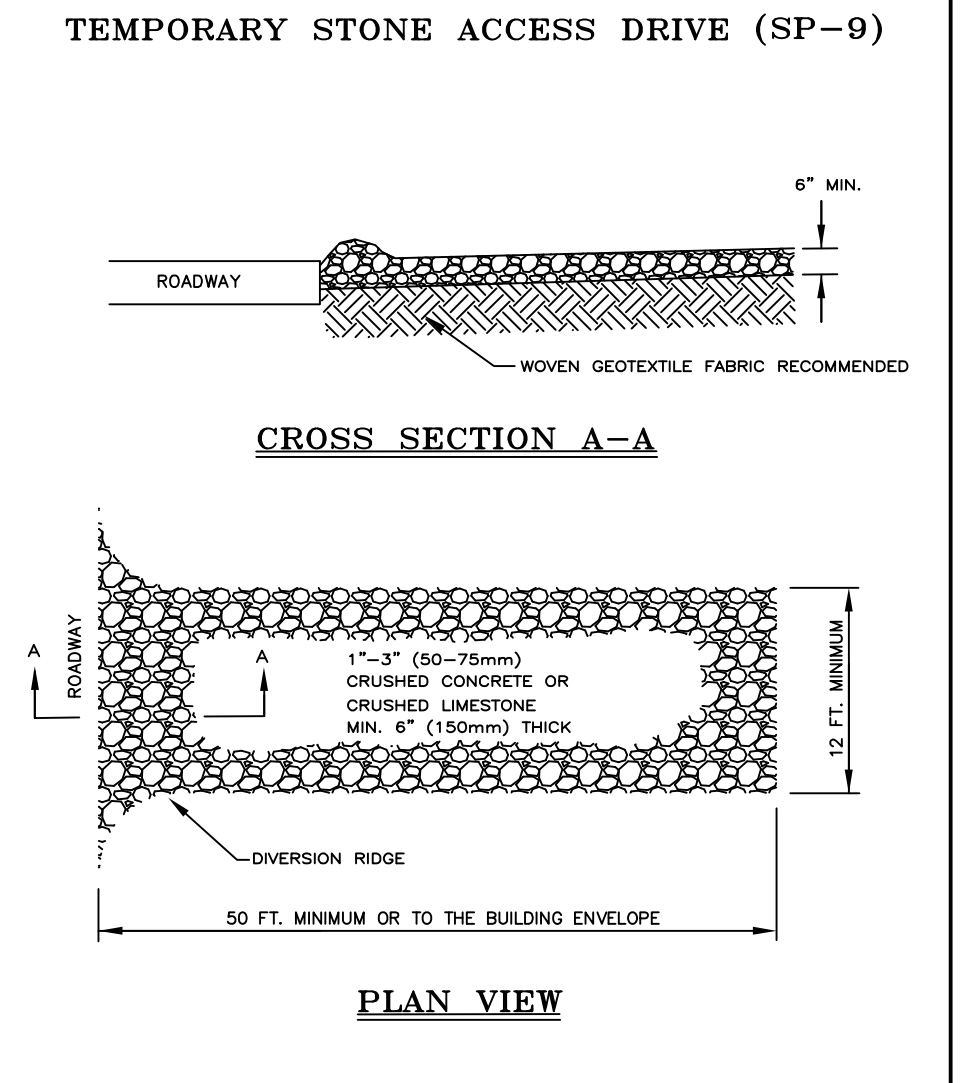 TEMPORARY STONE ACCESS DRIVE (SP-9)
6" MIN.
ROADWAY
WOVEN GEOTEXTILE FABRIC RECOMMENDED
CROSS SECTION A-A
ROADWAY
A
A
1"-3" (50-75mm)
CRUSHED CONCRETE OR
CRUSHED LIMESTONE
MIN. 6" (150mm) THICK
12 FT. MINIMUM
DIVERSION RIDGE
50 FT. MINIMUM OR TO THE BUILDING ENVELOPE
PLAN VIEW